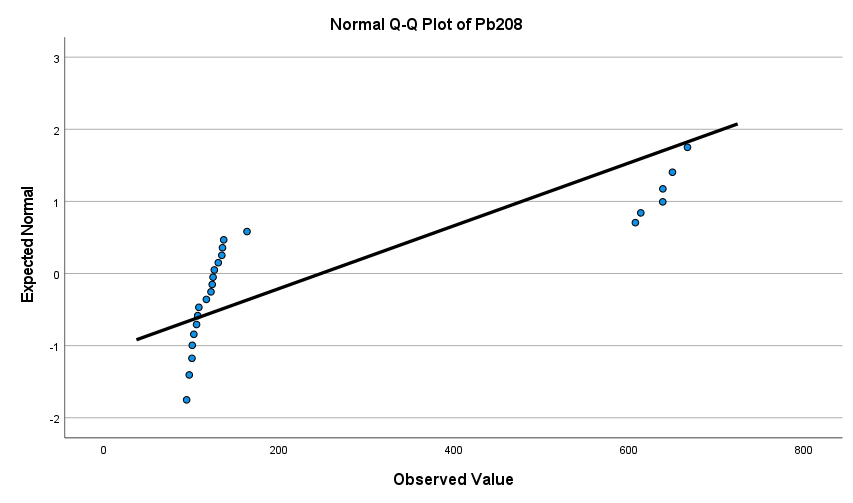 Normal Q-Q Plot of Pb208
3
2
1
0
-1
-2
Expected Normal
0 200 400 600 800
Observed Value